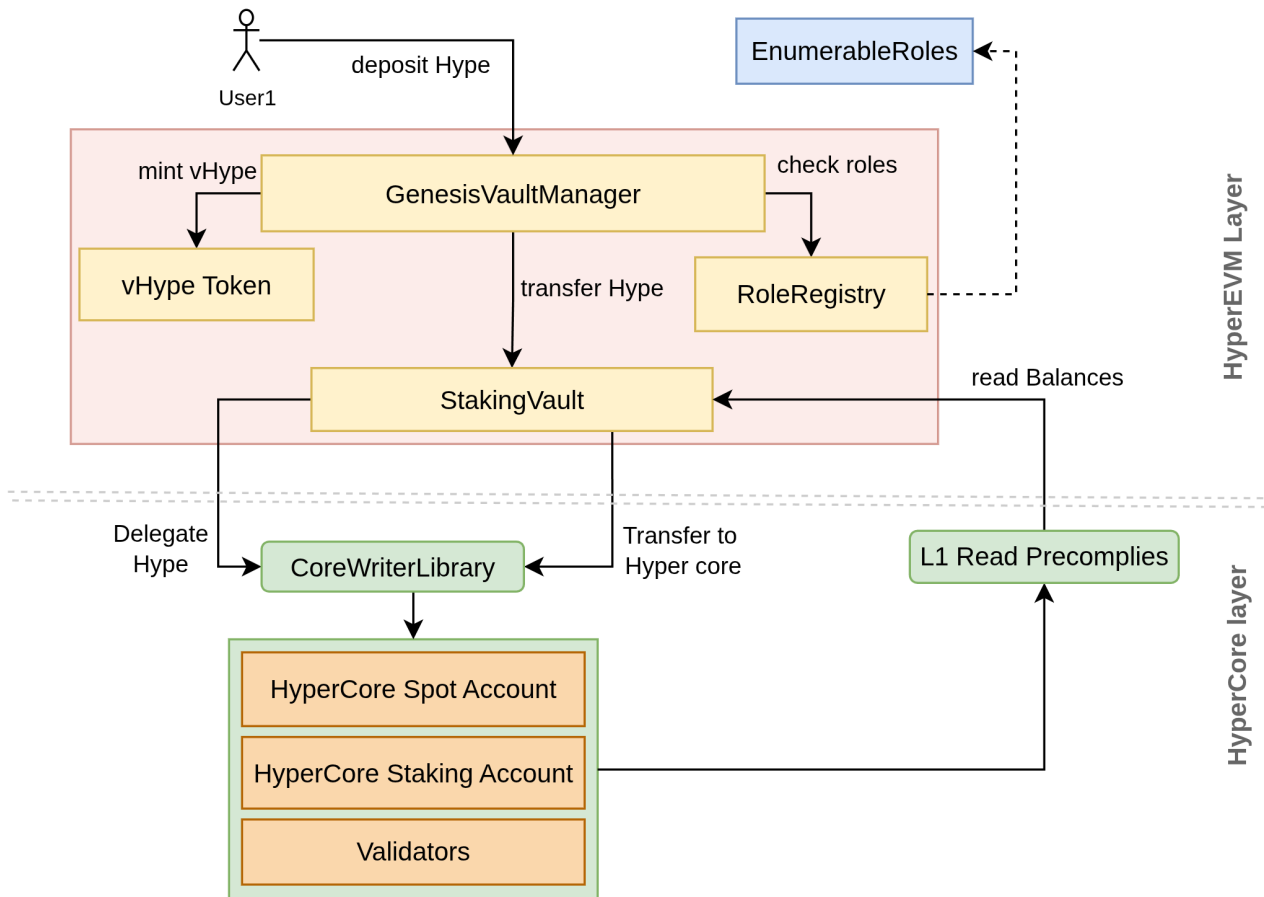 deposit Hype
User1
EnumerableRoles
mint vHype
GenesisVaultManager
check roles
vHype Token
transfer Hype
RoleRegistry
StakingVault
read Balances
HyperEVM Layer
Delegate
Hype
CoreWriterLibrary
Transfer to
Hyper core
L1 Read Precomplies
HyperCore Spot Account
HyperCore Staking Account
Validators
HyperCore layer